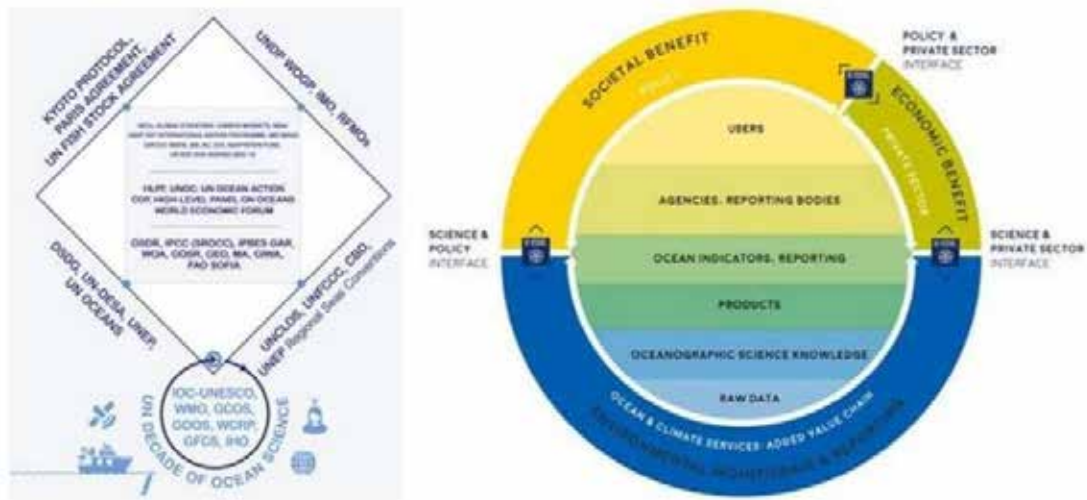 KYOTO PROTOCOL,
PARIS AGREEMENT,
UN FISH STOCK AGREEMENT
UNDP WOGP, IMO, RFMOs
HLPF, UNOC, UN OCEAN ACTION
COP, HIGH-LEVEL PANEL ON OCEANS
WORLD ECONOMIC FORUM
GSDR, IPCC (SROCC), IPBES GAR,
WOA, GOSR, GEO, MA, GIWA,
FAO SOFIA
DSDG, UN-DESA, UNEP,
UN OCEANS
UNCLOS, UNFCCC, CBD,
UNEP Regional Seas Conventions
IOC-UNESCO,
WMO, GCOS,
GOOS, WCRP,
GFCS, IHO
UN DECADE OF OCEAN SCIENCE
SOCIETAL BENEFIT
POLICY
POLICY &
PRIVATE SECTOR
INTERFACE
ECONOMIC BENEFIT
PRIVATE SECTOR
USERS
AGENCIES, REPORTING BODIES
SCIENCE &
POLICY
INTERFACE
SCIENCE &
PRIVATE SECTOR
INTERFACE
OCEAN INDICATORS, REPORTING
PRODUCTS
OCEANOGRAPHIC SCIENCE KNOWLEDGE
RAW DATA
OCEAN & CLIMATE SERVICES: ADDED VALUE CHAIN
ENVIRONMENTAL MONITORING & REPORTING